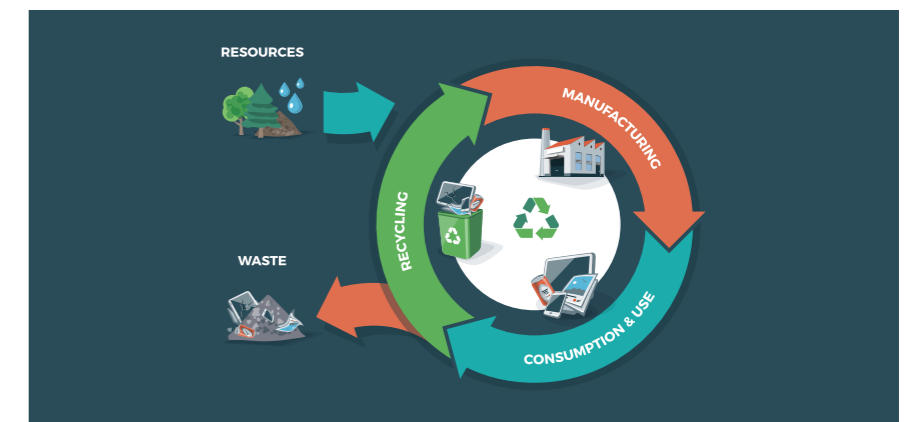 RESOURCES
MANUFACTURING
RECYCLING
WASTE
CONSUMPTION & USE